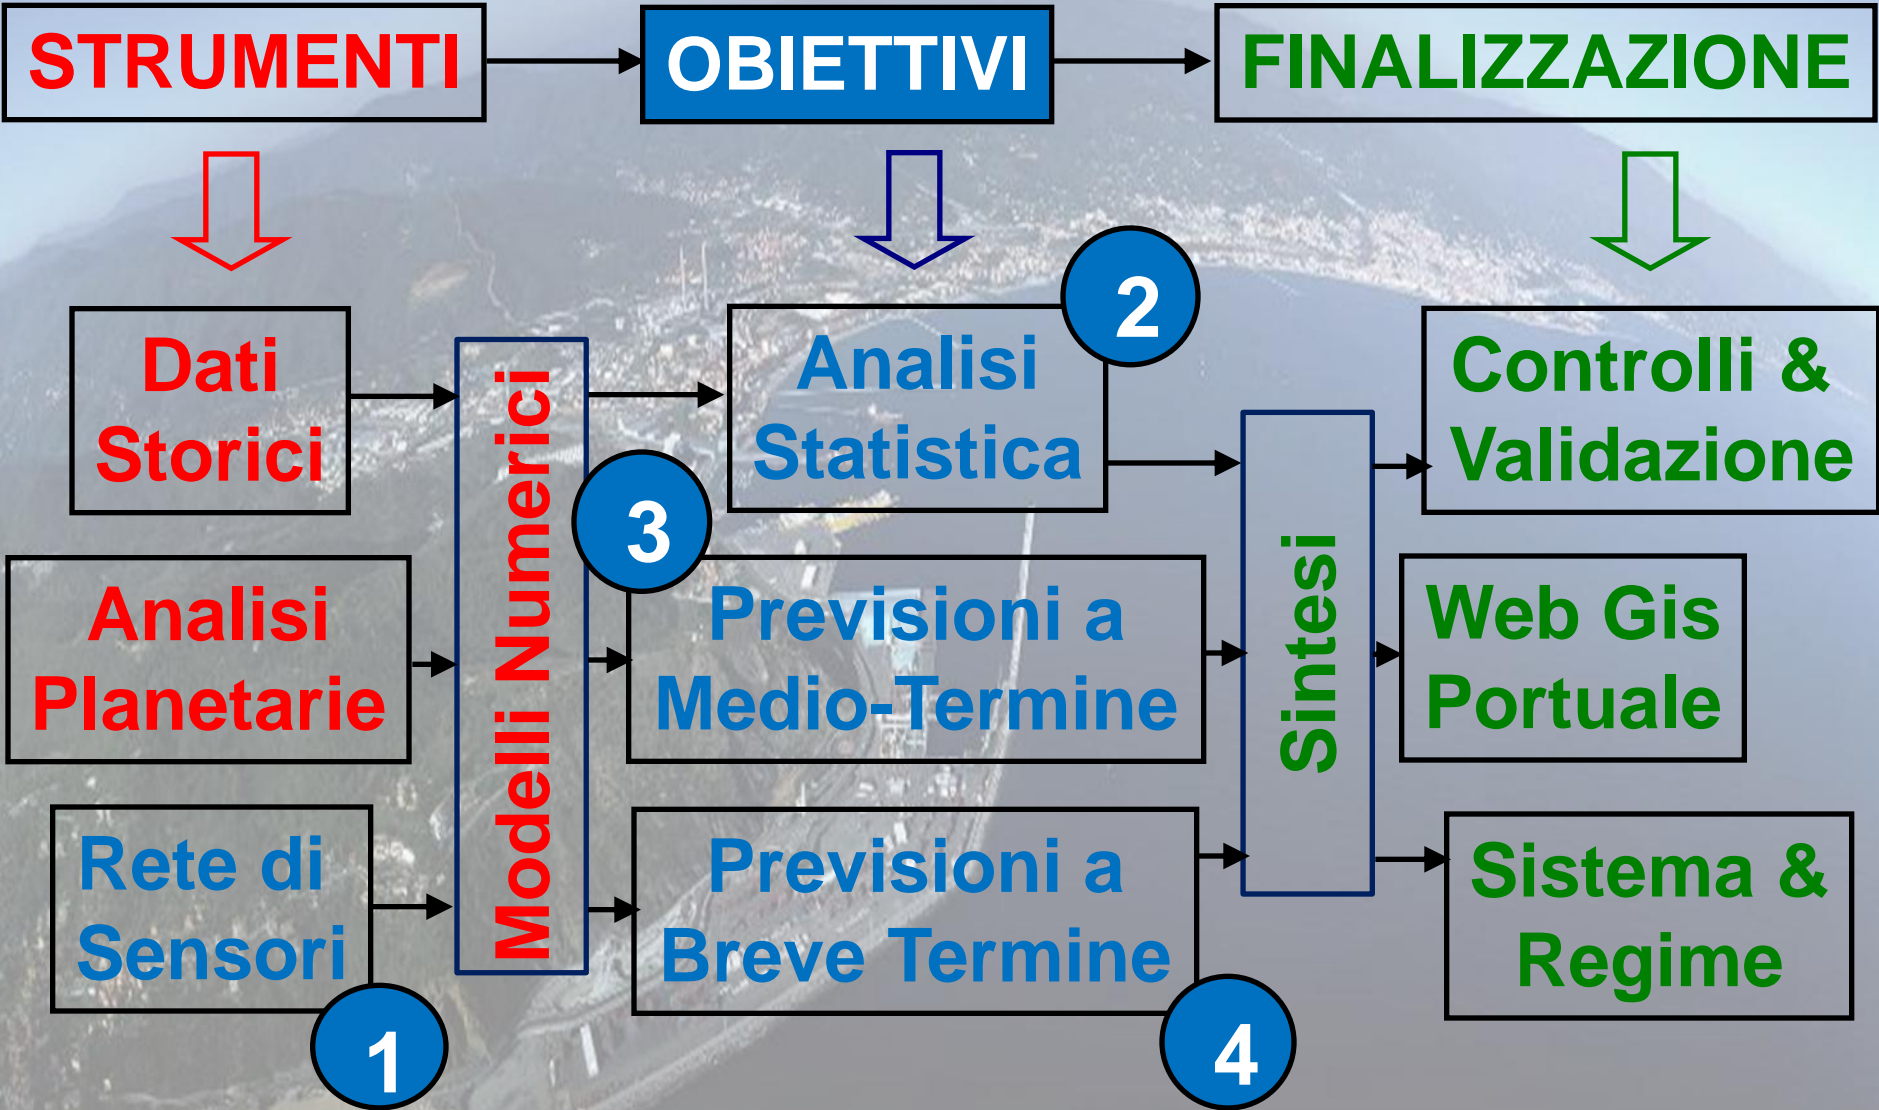 STRUMENTI
OBIETTIVI
FINALIZZAZIONE
Dati
Storici
Analisi
Planetarie
Rete di
Sensori
1
Modelli Numerici
2
Analisi
Statistica
3
Previsioni a
Medio-Termine
Previsioni a
Breve Termine
4
Sintesi
Controlli &
Validazione
Web Gis
Portuale
Sistema &
Regime